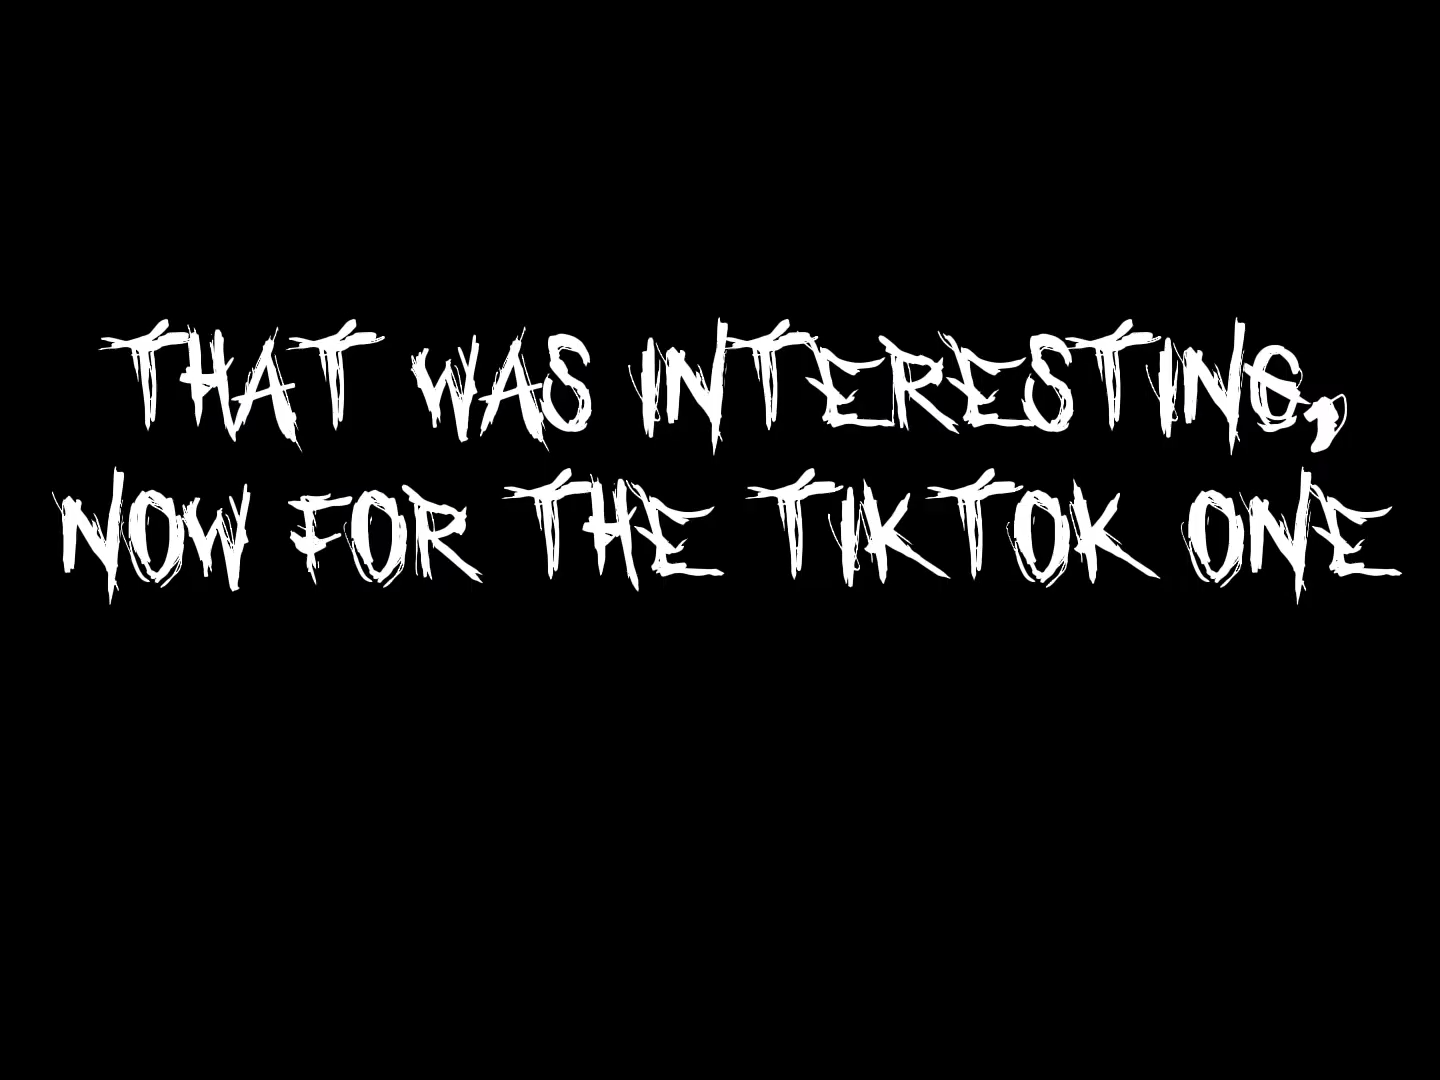 THAT WAS INTERESTING,
NOW FOR THE TIKTOK ONE